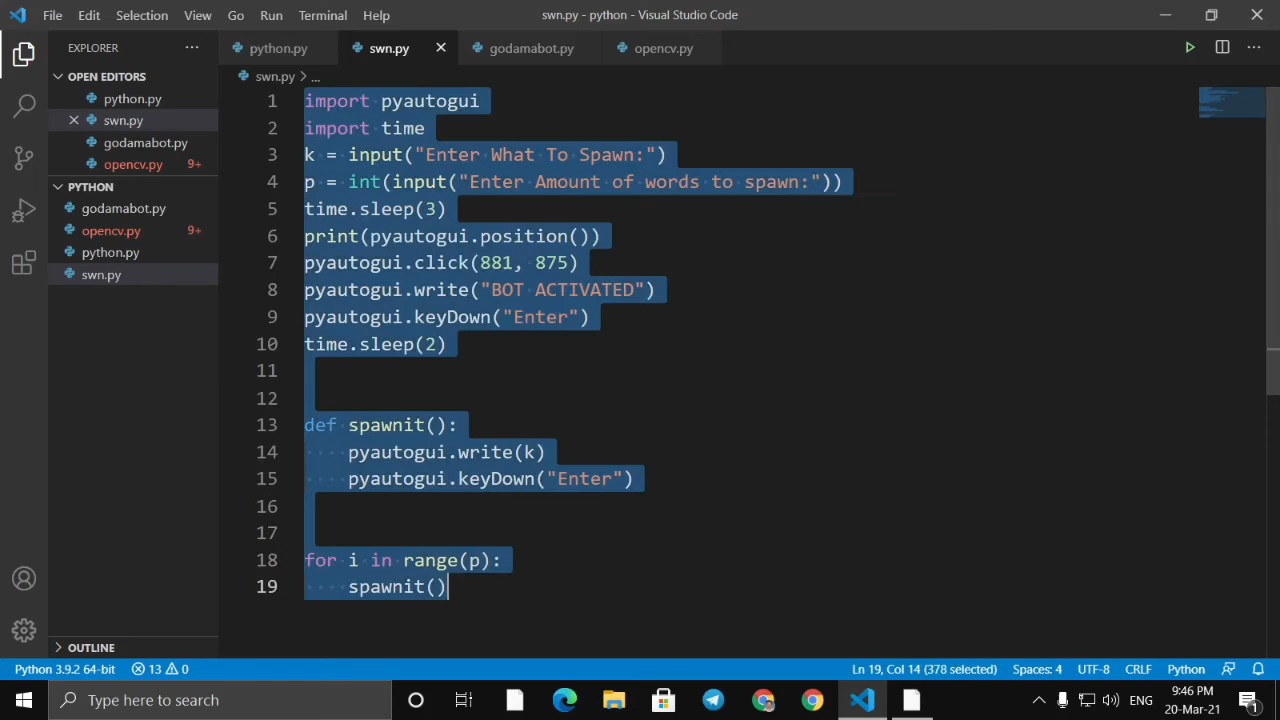 File Edit Selection View Go Run Terminal Help swn.py - python - Visual Studio Code
EXPLORER ... python.py swn.py godamabot.py opencv.py
OPEN EDITORS
python.py
swn.py
godamabot.py
opencv.py 9+
PYTHON
godamabot.py
opencv.py 9+
python.py
swn.py
OUTLINE
swn.py > ...
1 import pyautogui
2 import time
3 k = input("Enter What To Spawn:")
4 p = int(input("Enter Amount of words to spawn:"))
5 time.sleep(3)
6 print(pyautogui.position())
7 pyautogui.click(881, 875)
8 pyautogui.write("BOT ACTIVATED")
9 pyautogui.keyDown("Enter")
10 time.sleep(2)
11
12
13 def spawnit():
14 pyautogui.write(k)
15 pyautogui.keyDown("Enter")
16
17
18 for i in range(p):
19 spawnit()
Python 3.9.2 64-bit 13 0 Ln 19, Col 14 (378 selected) Spaces: 4 UTF-8 CRLF Python
Type here to search ENG 9:46 PM
20-Mar-21 1